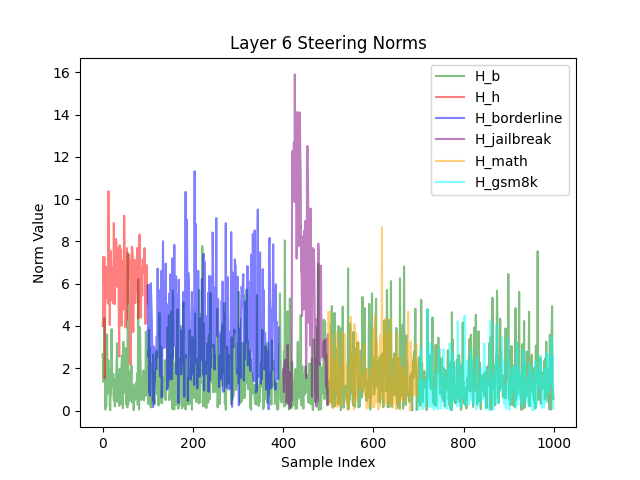 Layer 6 Steering Norms
Norm Value
16
14
12
10
8
6
4
2
0
H_b
H_h
H_borderline
H_jailbreak
H_math
H_gsm8k
0
200
400
600
800
1000
Sample Index